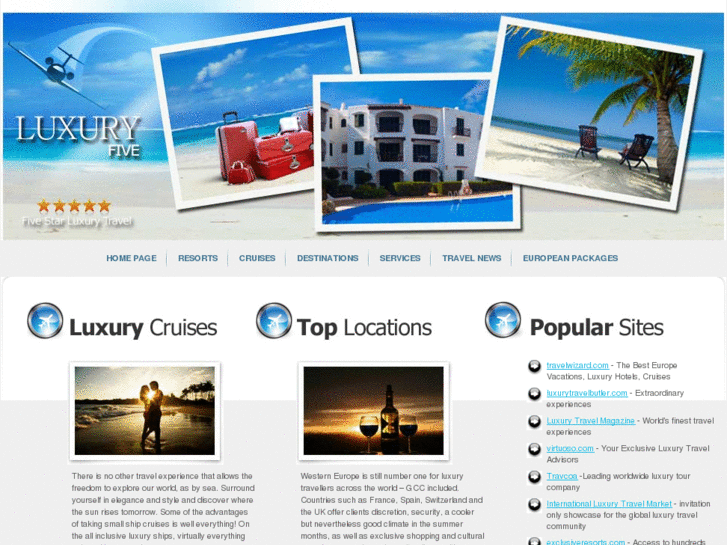 LUXURY
FIVE
Five Star Luxury Travel
HOME PAGE
RESORTS
CRUISES
DESTINATIONS
SERVICES
TRAVEL NEWS
EUROPEAN PACKAGES
Luxury Cruises
There is no other travel experience that allows the
freedom to explore our world, as by sea. Surround
yourself in elegance and style and discover where
the sun rises tomorrow. Some of the advantages
of taking small ship cruises is well everything! On
the all inclusive luxury ships, virtually everything
Top Locations
Western Europe is still number one for luxury
travellers across the world – GCC included.
Countries such as France, Spain, Switzerland and
the UK offer clients discretion, security, a cooler
but nevertheless good climate in the summer
months, as well as exclusive shopping and cultural
Popular Sites
travelwizard.com - The Best Europe
Vacations, Luxury Hotels, Cruises
luxurytravelbutler.com - Extraordinary
experiences
Luxury Travel Magazine - World's finest travel
experiences
virtuoso.com - Your Exclusive Luxury Travel
Advisors
Travcoa -Leading worldwide luxury tour
company
International Luxury Travel Market - invitation
only showcase for the global luxury travel
community
exclusiveresorts.com - Access to hundreds